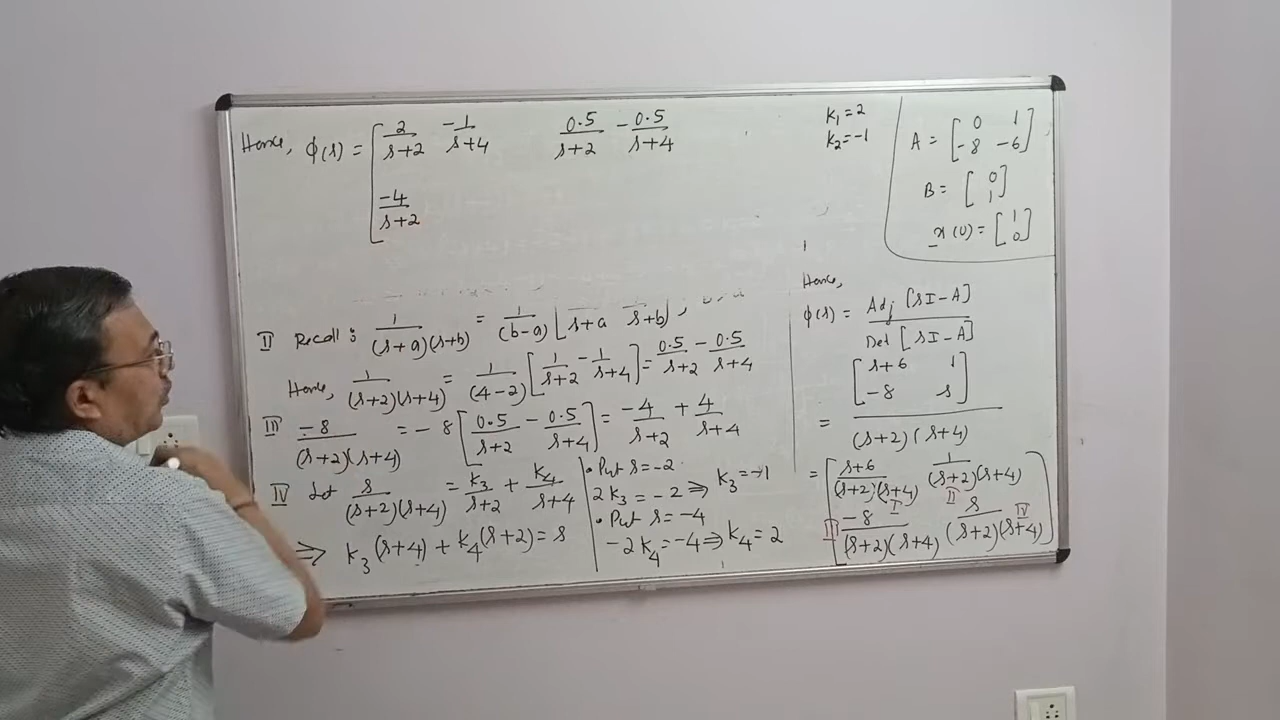 Hence, φ(s) = [ 2/(s+2) -1/(s+4)   0.5/(s+2) - 0.5/(s+4)
-4/(s+2)
k₁ = 2
k₂ = -1
A = [ 0 1
-8 -6 ]
B = [ 0
1 ]
x(0) = [ 1
0 ]
II Recall: 1/((s+a)(s+b)) = 1/(b-a) [ 1/(s+a) 1/(s+b) ],
Hence, 1/((s+2)(s+4)) = 1/(4-2) [ 1/(s+2) - 1/(s+4) ] = 0.5/(s+2) - 0.5/(s+4)
III -8/((s+2)(s+4)) = -8 [ 0.5/(s+2) - 0.5/(s+4) ] = -4/(s+2) + 4/(s+4)
IV Let s/((s+2)(s+4)) = k₃/(s+2) + k₄/(s+4)
⇒ k₃(s+4) + k₄(s+2) = s
• Put s = -2
2k₃ = -2 ⇒ k₃ = -1
• Put s = -4
-2k₄ = -4 ⇒ k₄ = 2
Hence,
φ(s) = Adj [sI-A] / Det [sI-A]
= [ s+6 1
-8 s ] / (s+2)(s+4)
= [ (s+6)/((s+2)(s+4)) I   1/((s+2)(s+4)) II
III -8/((s+2)(s+4))   s/((s+2)(s+4)) IV ]